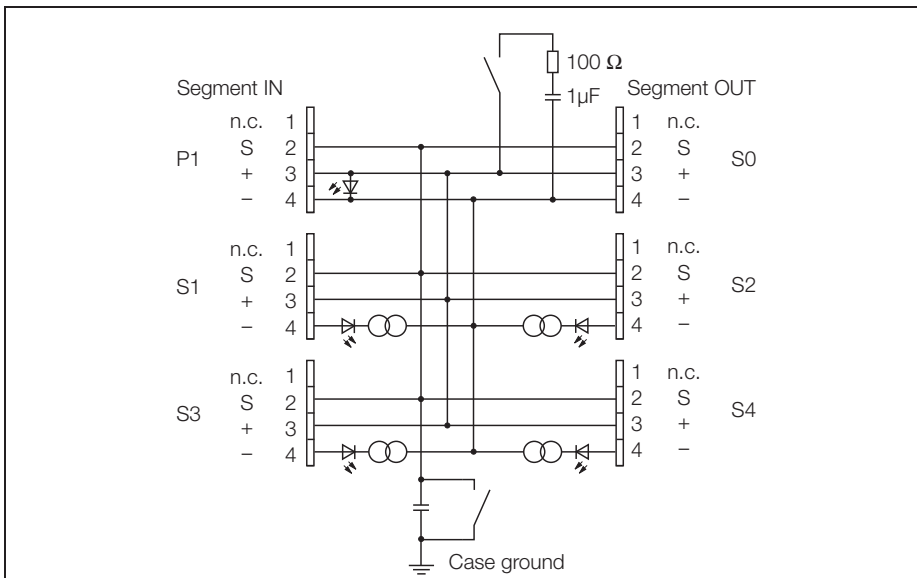 100 Ω
1µF
Segment IN
Segment OUT
n.c. 1
P1 S 2
+ 3
– 4
1 n.c.
2 S S0
3 +
4 –
n.c. 1
S1 S 2
+ 3
– 4
1 n.c.
2 S S2
3 +
4 –
n.c. 1
S3 S 2
+ 3
– 4
1 n.c.
2 S S4
3 +
4 –
Case ground